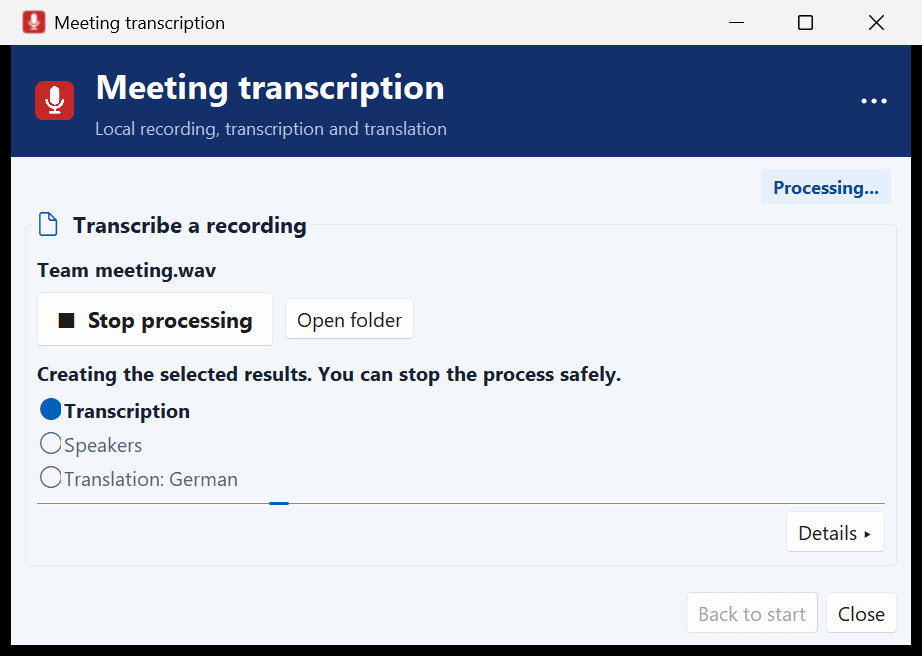 Meeting transcription
Meeting transcription
Local recording, transcription and translation
Processing...
Transcribe a recording
Team meeting.wav
Stop processing
Open folder
Creating the selected results. You can stop the process safely.
Transcription
Speakers
Translation: German
Details ▸
Back to start
Close